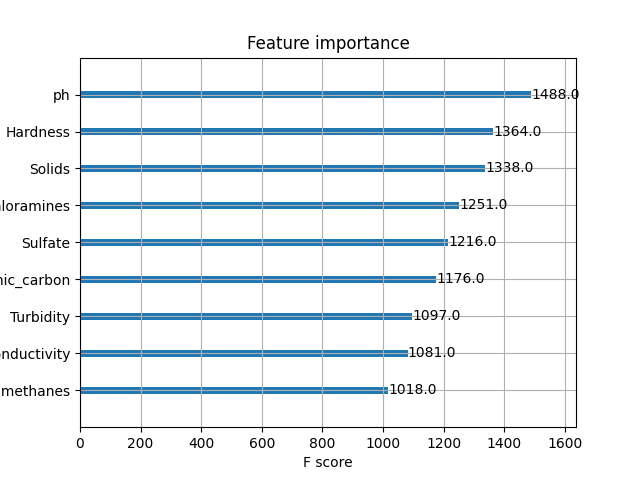 Feature importance
ph 1488.0
Hardness 1364.0
Solids 1338.0
loramines 1251.0
Sulfate 1216.0
nic_carbon 1176.0
Turbidity 1097.0
onductivity 1081.0
methanes 1018.0
0 200 400 600 800 1000 1200 1400 1600
F score